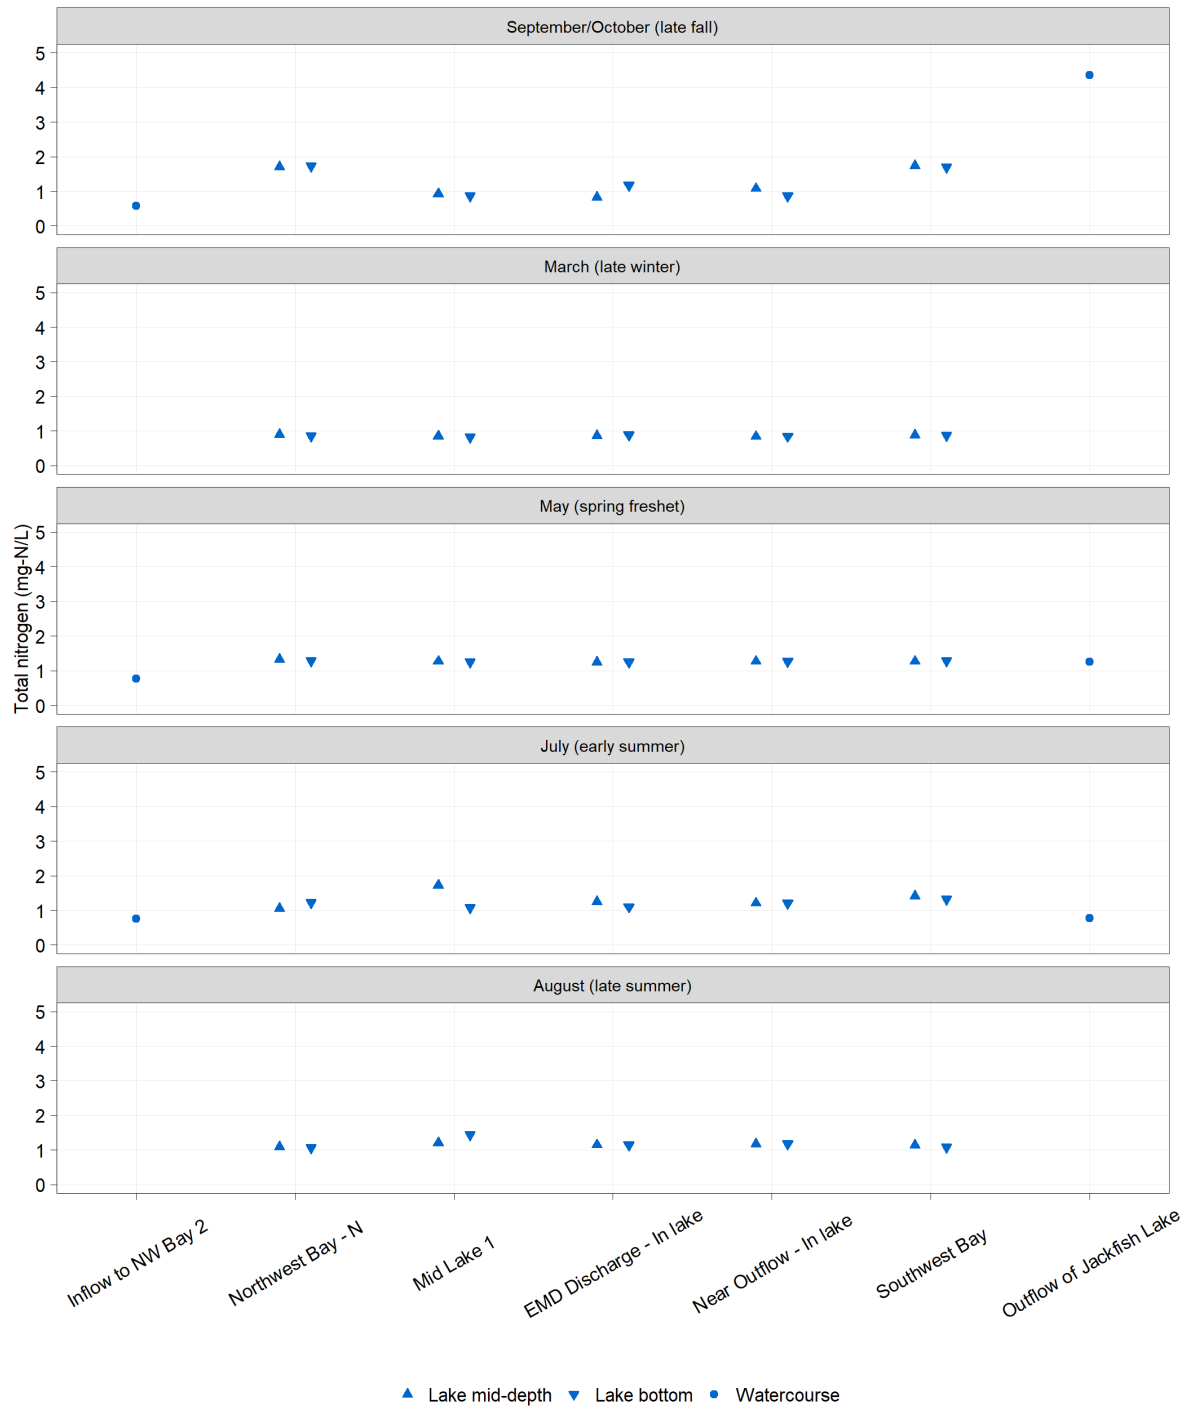 September/October (late fall)
5
4
3
2
1
0
March (late winter)
5
4
3
2
1
0
May (spring freshet)
5
4
3
2
1
0
Total nitrogen (mg-N/L)
July (early summer)
5
4
3
2
1
0
August (late summer)
5
4
3
2
1
0
Inflow to NW Bay 2
Northwest Bay - N
Mid Lake 1
EMD Discharge - In lake
Near Outflow - In lake
Southwest Bay
Outflow of Jackfish Lake
Lake mid-depth Lake bottom Watercourse